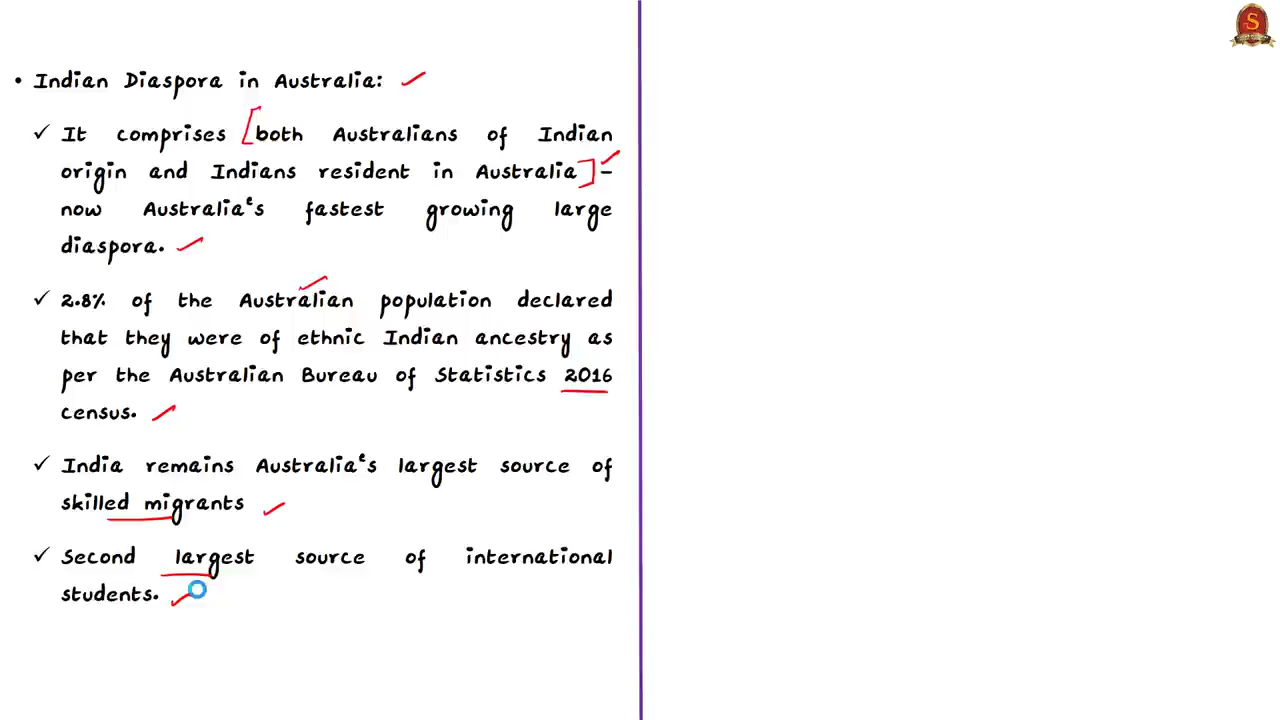 • Indian Diaspora in Australia:
✓ It comprises both Australians of Indian
origin and Indians resident in Australia –
now Australia's fastest growing large
diaspora.
✓ 2.8% of the Australian population declared
that they were of ethnic Indian ancestry as
per the Australian Bureau of Statistics 2016
census.
✓ India remains Australia's largest source of
skilled migrants
✓ Second largest source of international
students.
S